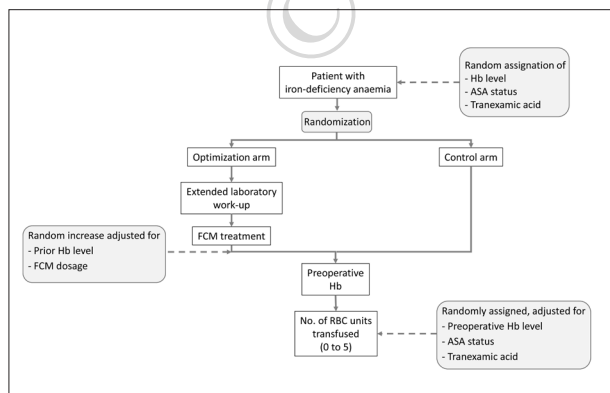 Random assignation of
- Hb level
- ASA status
- Tranexamic acid
Patient with
iron-deficiency anaemia
Randomization
Optimization arm
Control arm
Extended laboratory
work-up
FCM treatment
Random increase adjusted for
- Prior Hb level
- FCM dosage
Preoperative
Hb
No. of RBC units
transfused
(0 to 5)
Randomly assigned, adjusted for
- Preoperative Hb level
- ASA status
- Tranexamic acid